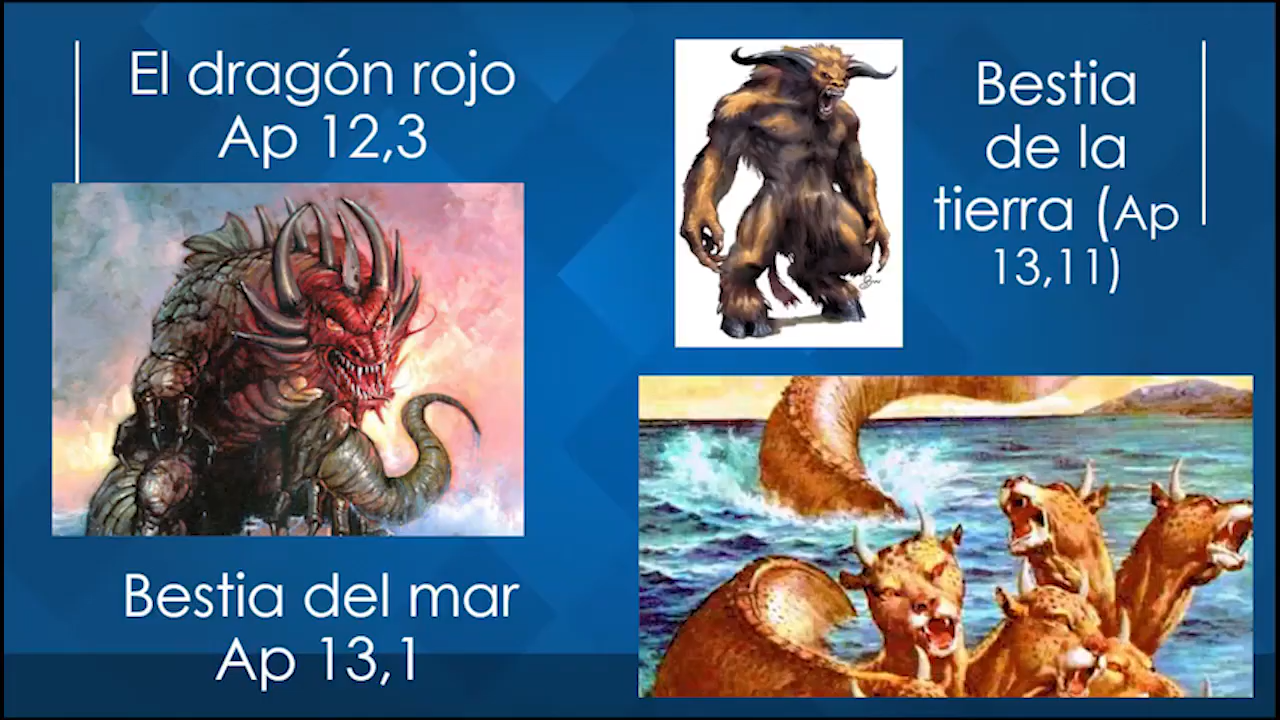 El dragón rojo
Ap 12,3
Bestia
de la
tierra (Ap
13,11)
Bestia del mar
Ap 13,1